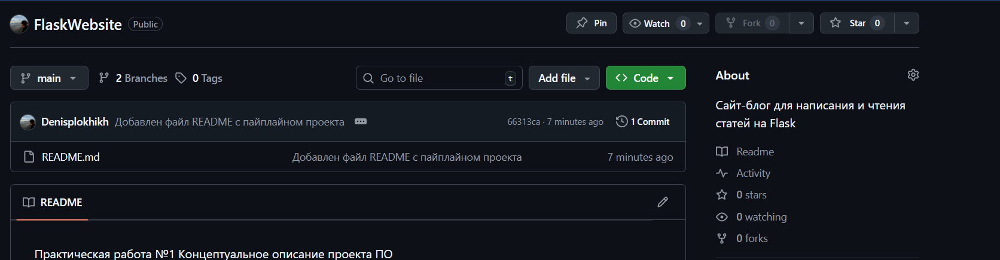 FlaskWebsite Public Pin Watch 0 Fork 0 Star 0
main 2 Branches 0 Tags Go to file t Add file Code
Denisplokhikh Добавлен файл README с пайплайном проекта 66313ca · 7 minutes ago 1 Commit
README.md Добавлен файл README с пайплайном проекта 7 minutes ago
README
Практическая работа №1 Концептуальное описание проекта ПО
About
Сайт-блог для написания и чтения
статей на Flask
Readme
Activity
0 stars
0 watching
0 forks